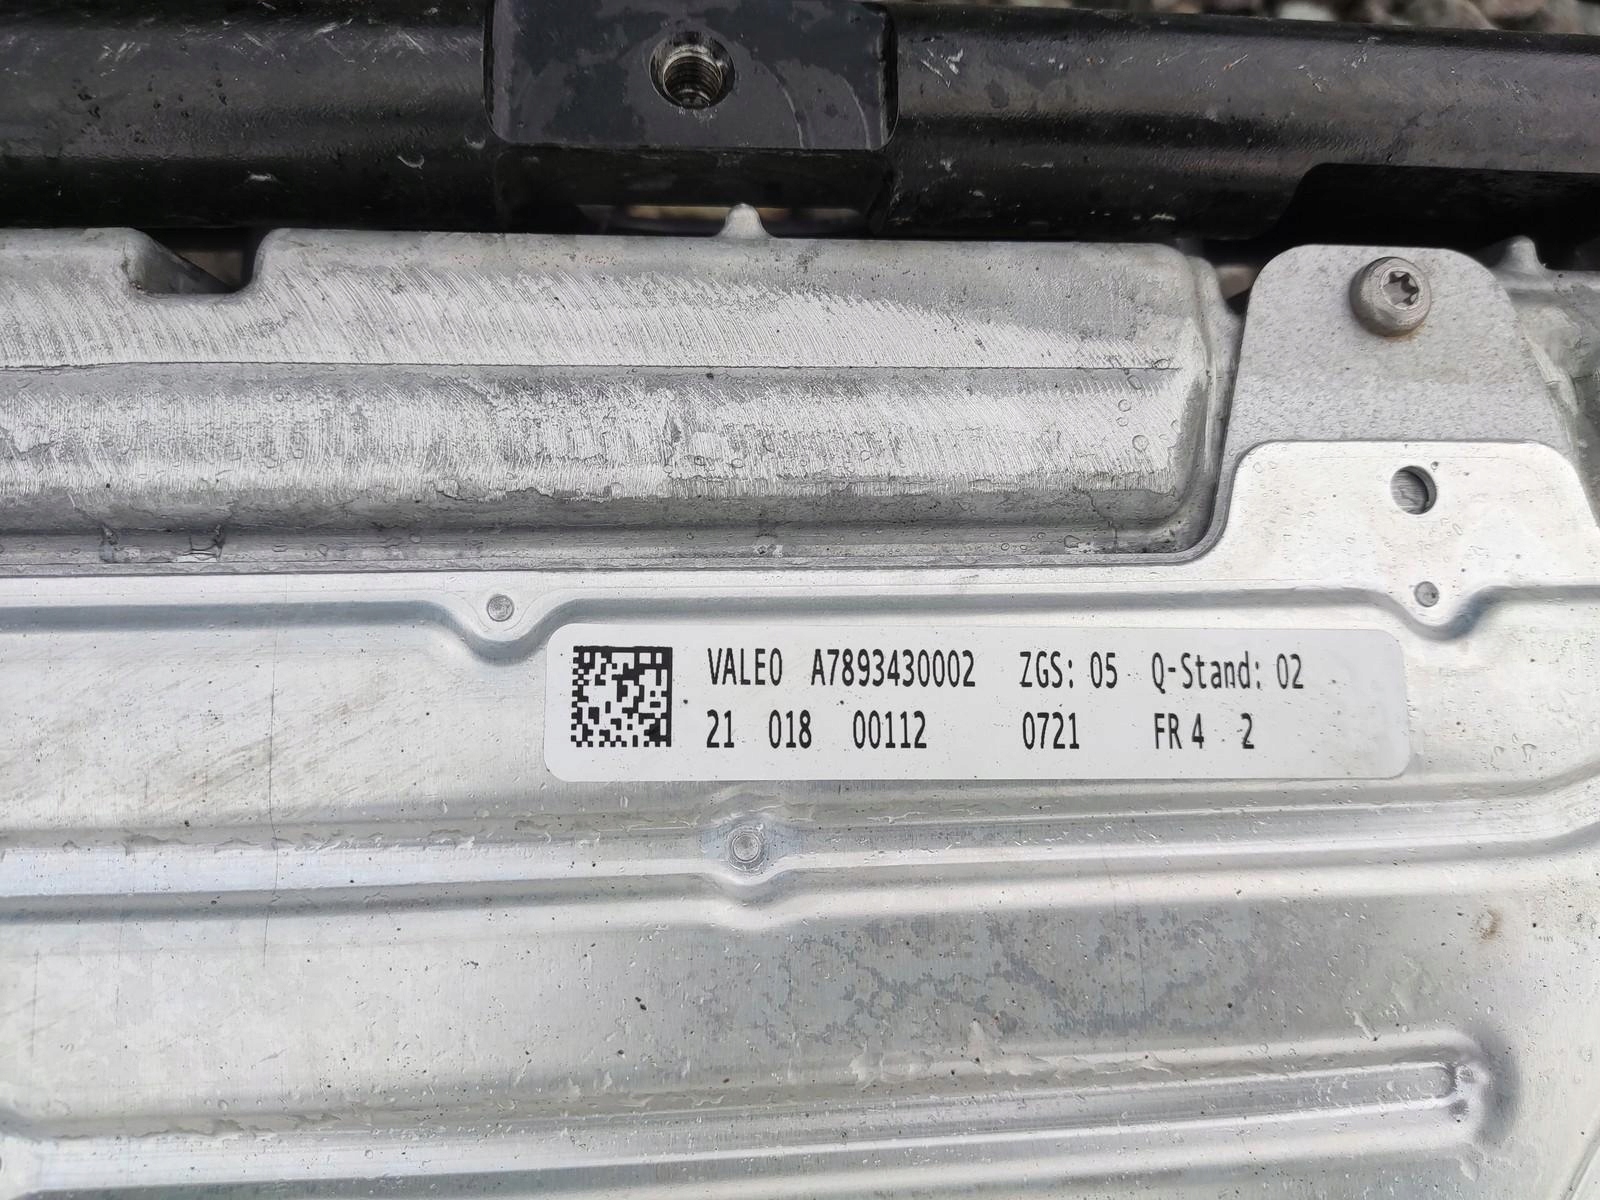 VALEO A7893430002 ZGS: 05 Q-Stand: 02
21 018 00112 0721 FR 4 2